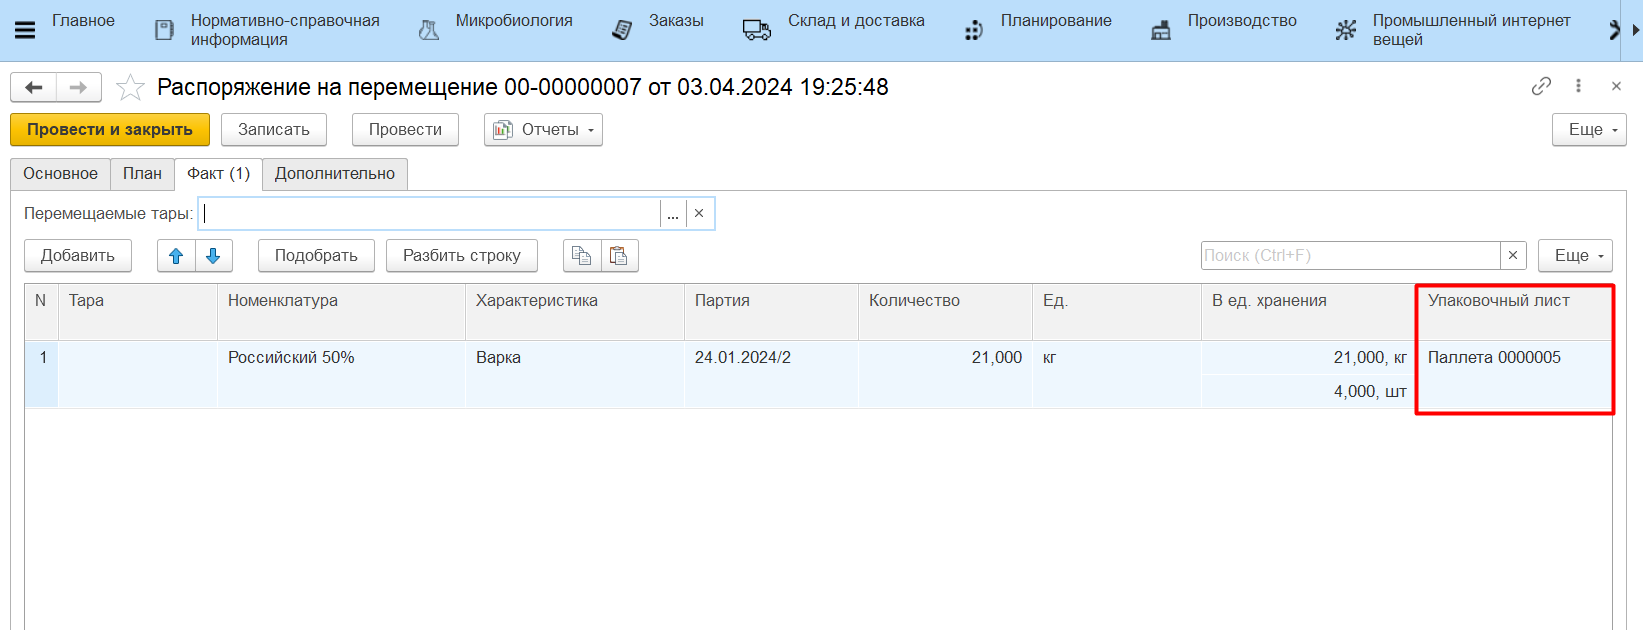 Главное
Нормативно-справочная
информация
Микробиология
Заказы
Склад и доставка
Планирование
Производство
Промышленный интернет
вещей
Распоряжение на перемещение 00-00000007 от 03.04.2024 19:25:48
Провести и закрыть
Записать
Провести
Отчеты
Еще
Основное
План
Факт (1)
Дополнительно
Перемещаемые тары:
...
Добавить
Подобрать
Разбить строку
Поиск (Ctrl+F)
Еще
N Тара Номенклатура Характеристика Партия Количество Ед. В ед. хранения Упаковочный лист
1 Российский 50% Варка 24.01.2024/2 21,000 кг 21,000, кг Паллета 0000005
4,000, шт